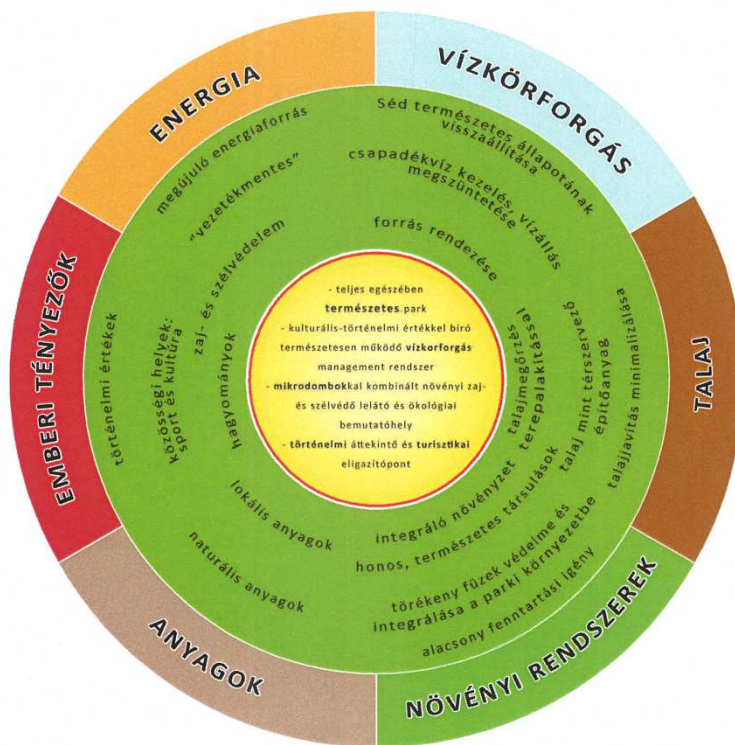 ENERGIA
megújuló energiaforrás
"vezetékmentes"
zaj- és szélvédelem
VÍZKÖRFORGÁS
Séd természetes állapotának
visszaállítása
csapadékvíz kezelés, vízállás
megszüntetése
forrás rendezése
TALAJ
talajmegőrzés
terepalakítással
talaj mint térszervező
építőanyag
talajjavítás minimalizálása
NÖVÉNYI RENDSZEREK
integráló növényzet
honos, természetes társulások
törékeny füzek védelme és
integrálása a parki környezetbe
alacsony fenntartási igény
ANYAGOK
lokális anyagok
naturális anyagok
EMBERI TÉNYEZŐK
történelmi értékek
közösségi helyek:
sport és kultúra
hagyományok
- teljes egészében
természetes park
- kulturális-történelmi értékkel bíró
természetesen működő vízkorforgás
management rendszer
- mikrodombokkal kombinált növényi zaj-
és szélvédő lelátó és ökológiai
bemutatóhely
- történelmi áttekintő és turisztikai
eligazítópont